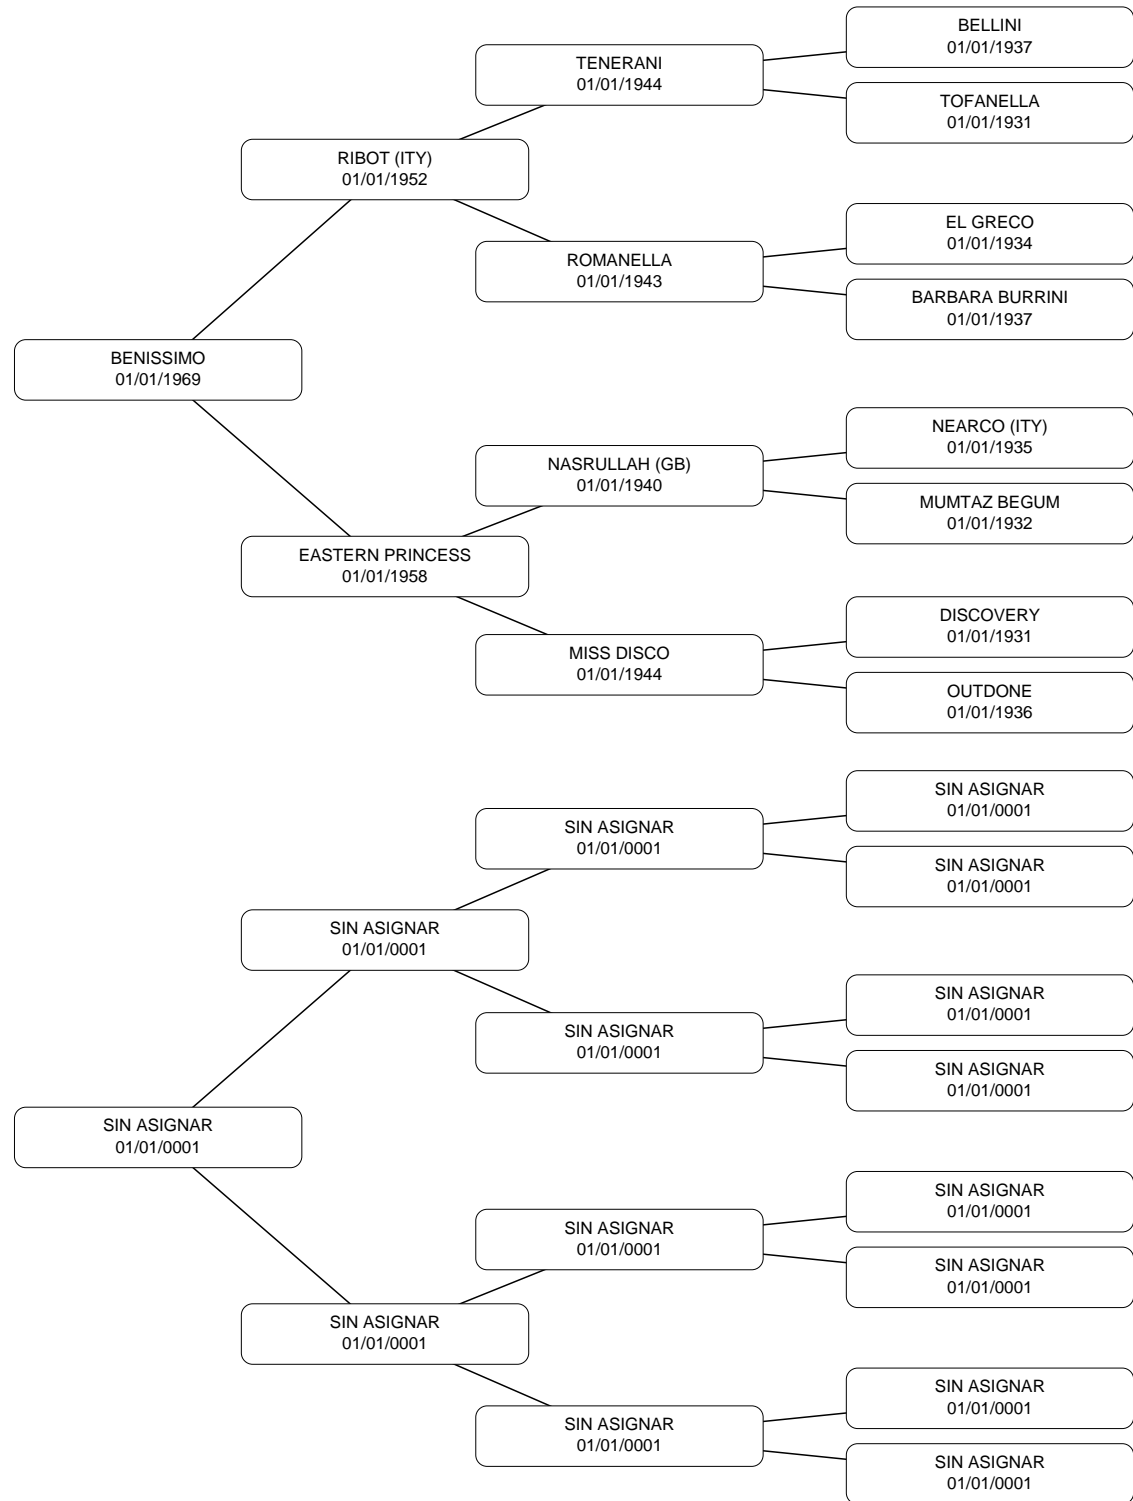 BELLINI
01/01/1937
TENERANI
01/01/1944
TOFANELLA
01/01/1931
RIBOT (ITY)
01/01/1952
EL GRECO
01/01/1934
ROMANELLA
01/01/1943
BARBARA BURRINI
01/01/1937
BENISSIMO
01/01/1969
NEARCO (ITY)
01/01/1935
NASRULLAH (GB)
01/01/1940
MUMTAZ BEGUM
01/01/1932
EASTERN PRINCESS
01/01/1958
DISCOVERY
01/01/1931
MISS DISCO
01/01/1944
OUTDONE
01/01/1936
SIN ASIGNAR
01/01/0001
SIN ASIGNAR
01/01/0001
SIN ASIGNAR
01/01/0001
SIN ASIGNAR
01/01/0001
SIN ASIGNAR
01/01/0001
SIN ASIGNAR
01/01/0001
SIN ASIGNAR
01/01/0001
SIN ASIGNAR
01/01/0001
SIN ASIGNAR
01/01/0001
SIN ASIGNAR
01/01/0001
SIN ASIGNAR
01/01/0001
SIN ASIGNAR
01/01/0001
SIN ASIGNAR
01/01/0001
SIN ASIGNAR
01/01/0001
SIN ASIGNAR
01/01/0001